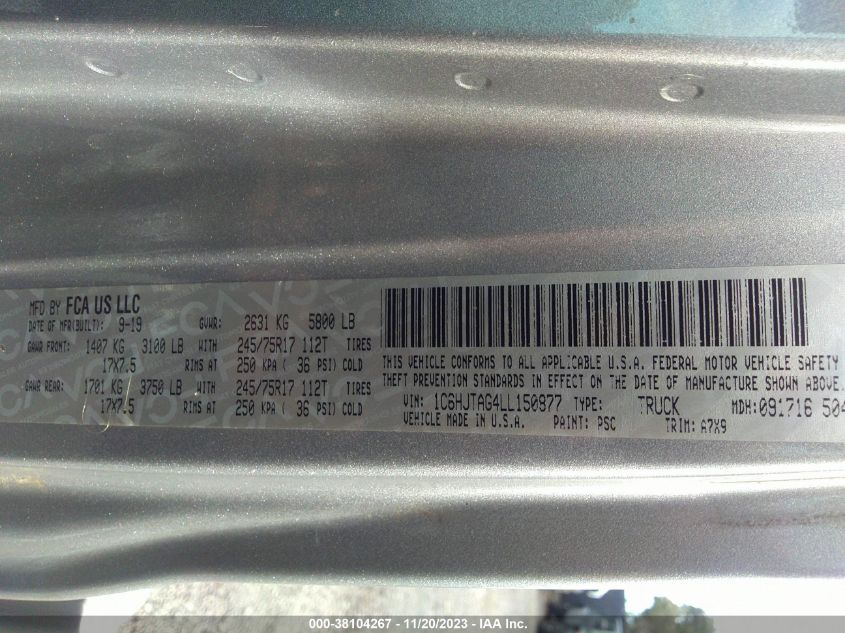 MFD BY FCA US LLC
DATE OF MFR(BUILT): 9-19 GVWR: 2631 KG 5800 LB
GAWR FRONT: 1407 KG 3100 LB WITH 245/75R17 112T TIRES
17X7.5 RIMS AT 250 KPA ( 36 PSI) COLD
GAWR REAR: 1701 KG 3750 LB WITH 245/75R17 112T TIRES
17X7.5 RIMS AT 250 KPA ( 36 PSI) COLD
THIS VEHICLE CONFORMS TO ALL APPLICABLE U.S.A. FEDERAL MOTOR VEHICLE SAFETY
THEFT PREVENTION STANDARDS IN EFFECT ON THE DATE OF MANUFACTURE SHOWN ABOVE.
VIN: 1C6HJTAG4LL150877 TYPE: TRUCK MDH: 091716 504
VEHICLE MADE IN U.S.A. PAINT: PSC TRIM: A7X9
000-38104267 - 11/20/2023 - IAA Inc.